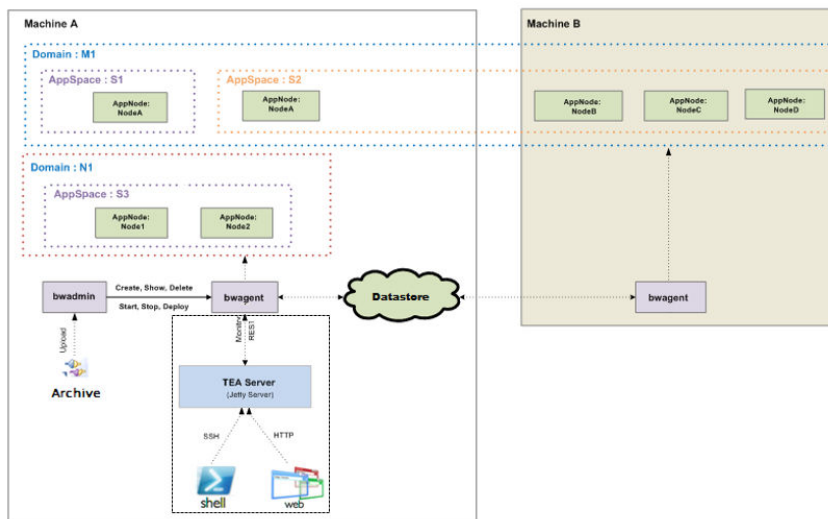 Machine A
Machine B
Domain : M1
AppSpace : S1
AppSpace : S2
AppNode:
NodeA
AppNode:
NodeA
AppNode:
NodeB
AppNode:
NodeC
AppNode:
NodeD
Domain : N1
AppSpace : S3
AppNode:
Node1
AppNode:
Node2
bwadmin
Create, Show, Delete
Start, Stop, Deploy
bwagent
Datastore
bwagent
Upload
Archive
REST
TEA Server
(Jetty Server)
SSH
HTTP
shell
web